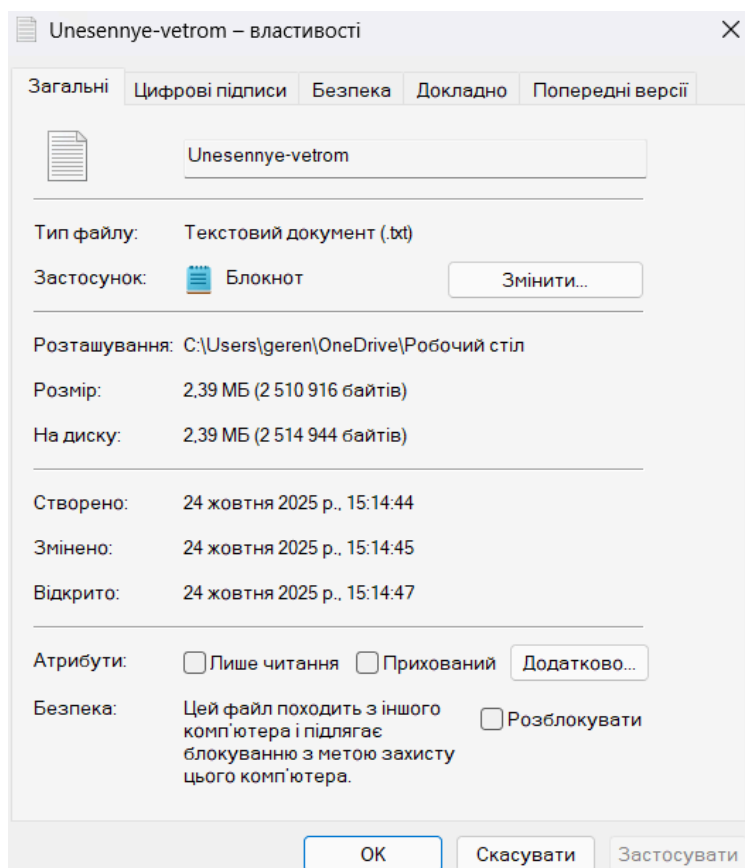 Unesennye-vetrom – властивості
Загальні Цифрові підписи Безпека Докладно Попередні версії
Unesennye-vetrom
Тип файлу: Текстовий документ (.txt)
Застосунок: Блокнот Змінити...
Розташування: C:\Users\geren\OneDrive\Робочий стіл
Розмір: 2,39 МБ (2 510 916 байтів)
На диску: 2,39 МБ (2 514 944 байтів)
Створено: 24 жовтня 2025 р., 15:14:44
Змінено: 24 жовтня 2025 р., 15:14:45
Відкрито: 24 жовтня 2025 р., 15:14:47
Атрибути: Лише читання Прихований Додатково...
Безпека: Цей файл походить з іншого
комп'ютера і підлягає
блокуванню з метою захисту
цього комп'ютера.
Розблокувати
OK Скасувати Застосувати